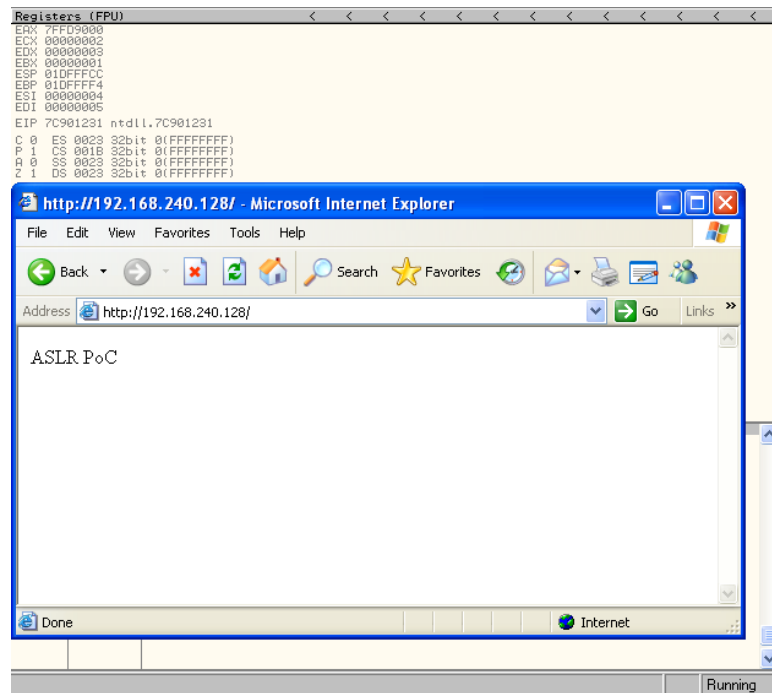 Registers (FPU) < < < < < < < < < < < < <
EAX 7FFD9000
ECX 00000002
EDX 00000003
EBX 00000001
ESP 01DFFFCC
EBP 01DFFFF4
ESI 00000004
EDI 00000005
EIP 7C901231 ntdll.7C901231
C 0 ES 0023 32bit 0(FFFFFFFF)
P 1 CS 001B 32bit 0(FFFFFFFF)
A 0 SS 0023 32bit 0(FFFFFFFF)
Z 1 DS 0023 32bit 0(FFFFFFFF)
http://192.168.240.128/ - Microsoft Internet Explorer
File Edit View Favorites Tools Help
Back Search Favorites
Address http://192.168.240.128/ Go Links »
ASLR PoC
Done Internet
Running